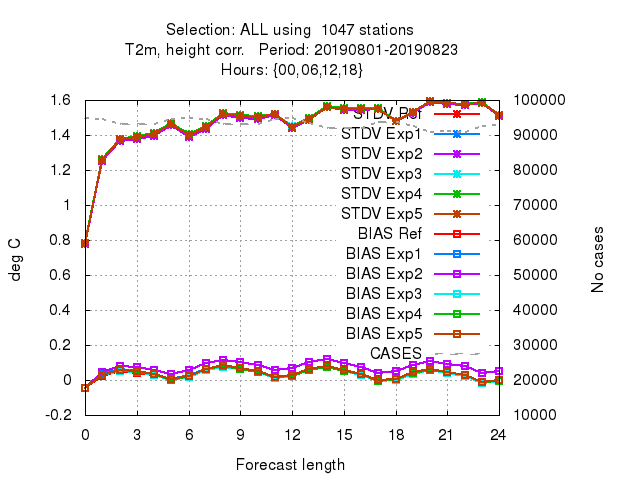 Selection: ALL using 1047 stations
T2m, height corr. Period: 20190801-20190823
Hours: {00,06,12,18}
1.6 100000
STDV Ref
1.4 STDV Exp1 90000
STDV Exp2
1.2 STDV Exp3 80000
STDV Exp4
1 STDV Exp5 70000
BIAS Ref
0.8 BIAS Exp1 60000
deg C No cases
0.6 BIAS Exp2 50000
BIAS Exp3
0.4 BIAS Exp4 40000
BIAS Exp5
0.2 CASES 30000
0 20000
-0.2 10000
0 3 6 9 12 15 18 21 24
Forecast length